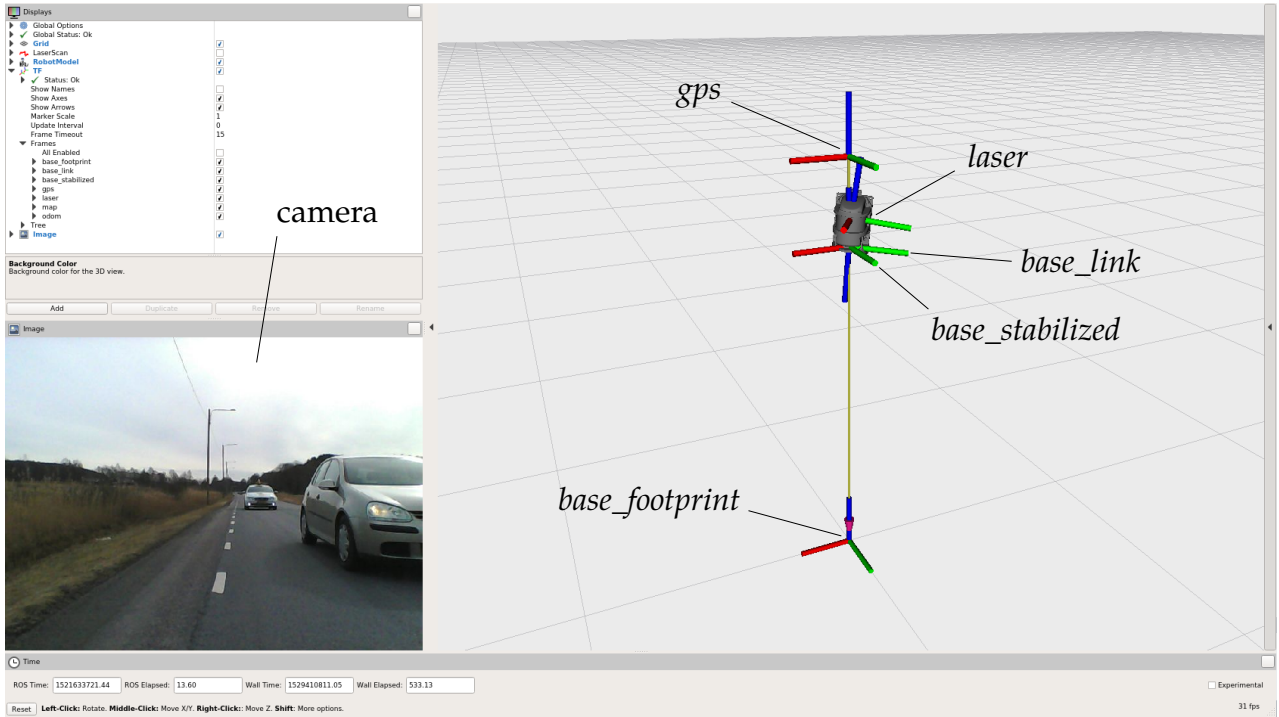 Displays
Global Options
Global Status: Ok
Grid
LaserScan
RobotModel
TF
Status: Ok
Show Names
Show Axes
Show Arrows
Marker Scale 1
Update Interval 0
Frame Timeout 15
Frames
All Enabled
base_footprint
base_link
base_stabilized
gps
laser
map
odom
Tree
Image
Background Color
Background color for the 3D view.
Add Duplicate Remove Rename
Image
camera
gps
laser
base_link
base_stabilized
base_footprint
Time
ROS Time: 1521633721.44 ROS Elapsed: 13.60 Wall Time: 1529410811.05 Wall Elapsed: 533.13 Experimental
Reset Left-Click: Rotate. Middle-Click: Move X/Y. Right-Click:: Move Z. Shift: More options. 31 fps